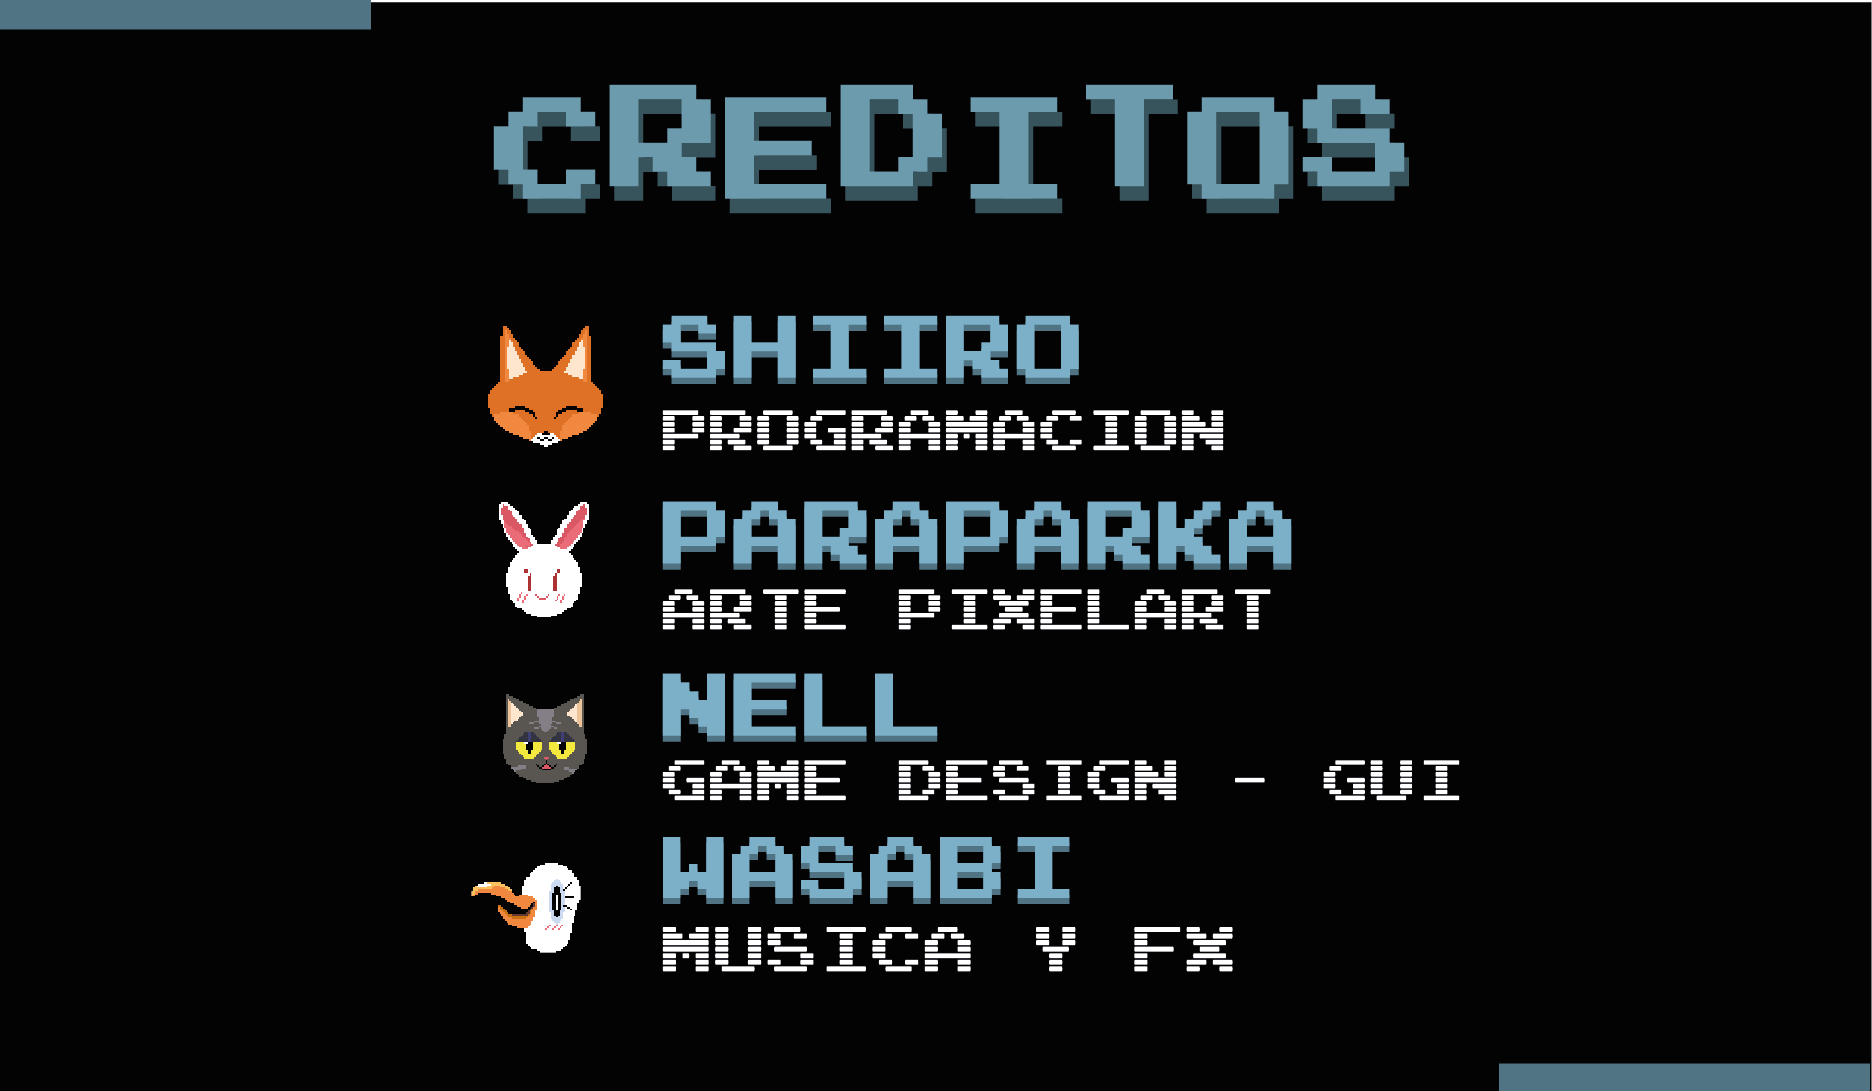 CREDITOS
SHIIRO
PROGRAMACION
PARAPARKA
ARTE PIXELART
NELL
GAME DESIGN - GUI
WASABI
MUSICA Y FX